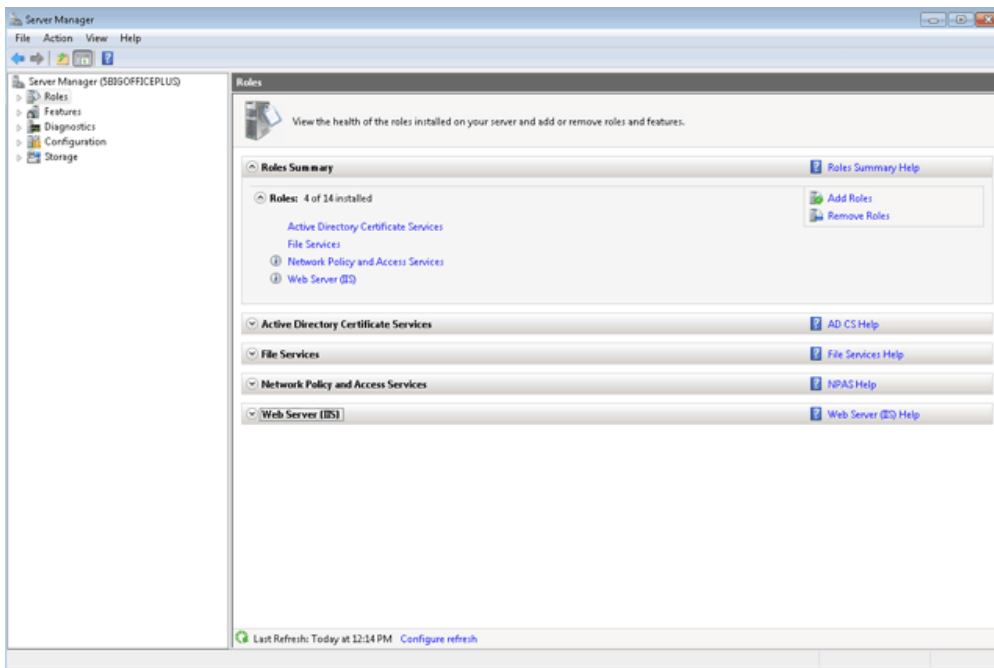 Server Manager
File Action View Help
Server Manager (5BIGOFFICEPLUS)
Roles
Features
Diagnostics
Configuration
Storage
Roles
View the health of the roles installed on your server and add or remove roles and features.
Roles Summary
Roles Summary Help
Roles: 4 of 14 installed
Add Roles
Remove Roles
Active Directory Certificate Services
File Services
Network Policy and Access Services
Web Server (IIS)
Active Directory Certificate Services
AD CS Help
File Services
File Services Help
Network Policy and Access Services
NPAS Help
Web Server (IIS)
Web Server (IIS) Help
Last Refresh: Today at 12:14 PM Configure refresh